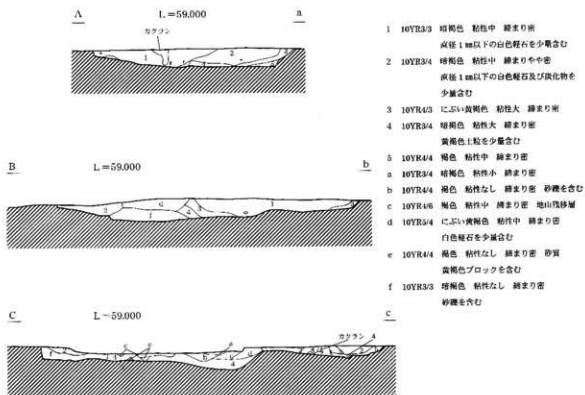 A L=59.000 a
カクラン
1 2
B L=59.000 b
C L=59.000 c
カクラン 4
1 10YR3/3 暗褐色 粘性中 締まり密
直径1mm以下の白色軽石を少量含む
2 10YR3/4 暗褐色 粘性中 締まりやや密
直径1mm以下の白色軽石及び炭化物を
少量含む
3 10YR4/3 にぶい黄褐色 粘性大 締まり密
4 10YR3/4 暗褐色 粘性大 締まり密
黄褐色土粒を少量含む
5 10YR4/4 褐色 粘性中 締まり密
a 10YR3/4 暗褐色 粘性小 締まり密
b 10YR4/4 褐色 粘性なし 締まり密 砂礫を含む
c 10YR4/6 褐色 粘性中 締まり密 地山残移層
d 10YR5/4 にぶい黄褐色 粘性中 締まり密
白色軽石を少量含む
e 10YR4/4 褐色 粘性なし 締まり密 砂質
黄褐色ブロックを含む
f 10YR3/3 暗褐色 粘性なし 締まり密
砂礫を含む